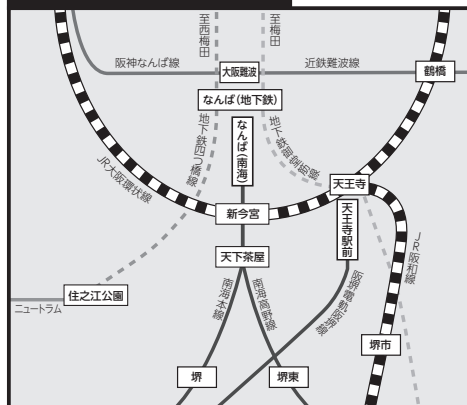 至西梅田
至梅田
阪神なんば線
大阪難波
近鉄難波線
鶴橋
なんば(地下鉄)
地下鉄四つ橋線
なんば(南海)
地下鉄御堂筋線
JR大阪環状線
天王寺
新今宮
天王寺駅前
天下茶屋
JR阪和線
住之江公園
ニュートラム
南海本線
南海高野線
阪堺電軌阪堺線
堺市
堺
堺東